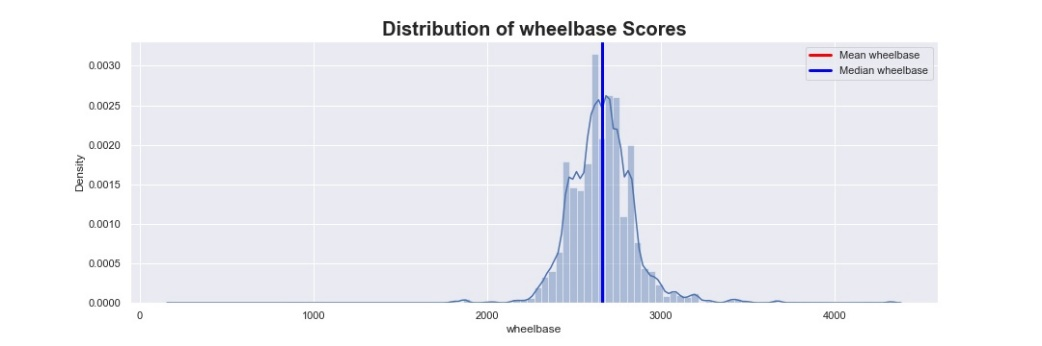 Distribution of wheelbase Scores
Mean wheelbase
Median wheelbase
0.0030
0.0025
0.0020
0.0015
0.0010
0.0005
0.0000
Density
0 1000 2000 3000 4000
wheelbase